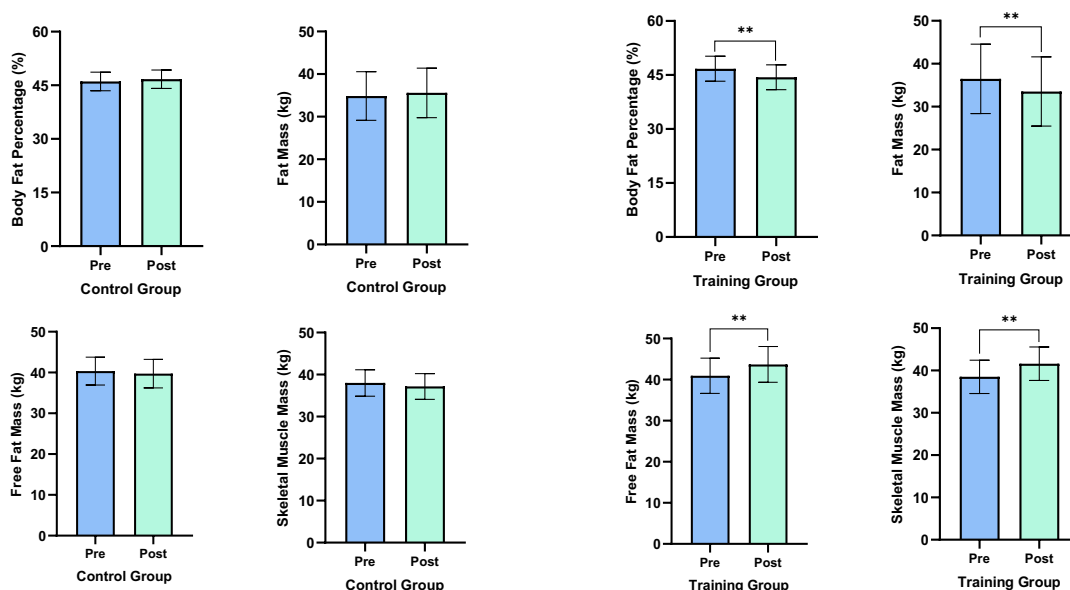 Body Fat Percentage (%)
60
45
30
15
0
Pre
Post
Control Group
Fat Mass (kg)
50
40
30
20
10
0
Pre
Post
Control Group
Body Fat Percentage (%)
60
45
30
15
0
**
Pre
Post
Training Group
Fat Mass (kg)
50
40
30
20
10
0
**
Pre
Post
Training Group
Free Fat Mass (kg)
50
40
30
20
10
0
Pre
Post
Control Group
Skeletal Muscle Mass (kg)
50
40
30
20
10
0
Pre
Post
Control Group
Free Fat Mass (kg)
50
40
30
20
10
0
**
Pre
Post
Training Group
Skeletal Muscle Mass (kg)
50
40
30
20
10
0
**
Pre
Post
Training Group